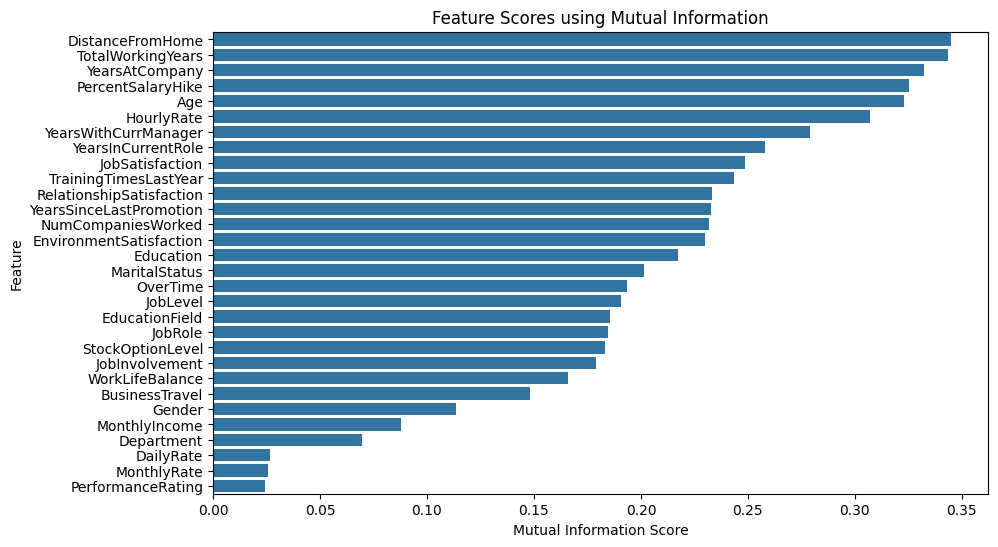 Feature Scores using Mutual Information
DistanceFromHome
TotalWorkingYears
YearsAtCompany
PercentSalaryHike
Age
HourlyRate
YearsWithCurrManager
YearsInCurrentRole
JobSatisfaction
TrainingTimesLastYear
RelationshipSatisfaction
YearsSinceLastPromotion
NumCompaniesWorked
EnvironmentSatisfaction
Education
MaritalStatus
OverTime
JobLevel
EducationField
JobRole
StockOptionLevel
JobInvolvement
WorkLifeBalance
BusinessTravel
Gender
MonthlyIncome
Department
DailyRate
MonthlyRate
PerformanceRating
Feature
0.00 0.05 0.10 0.15 0.20 0.25 0.30 0.35
Mutual Information Score